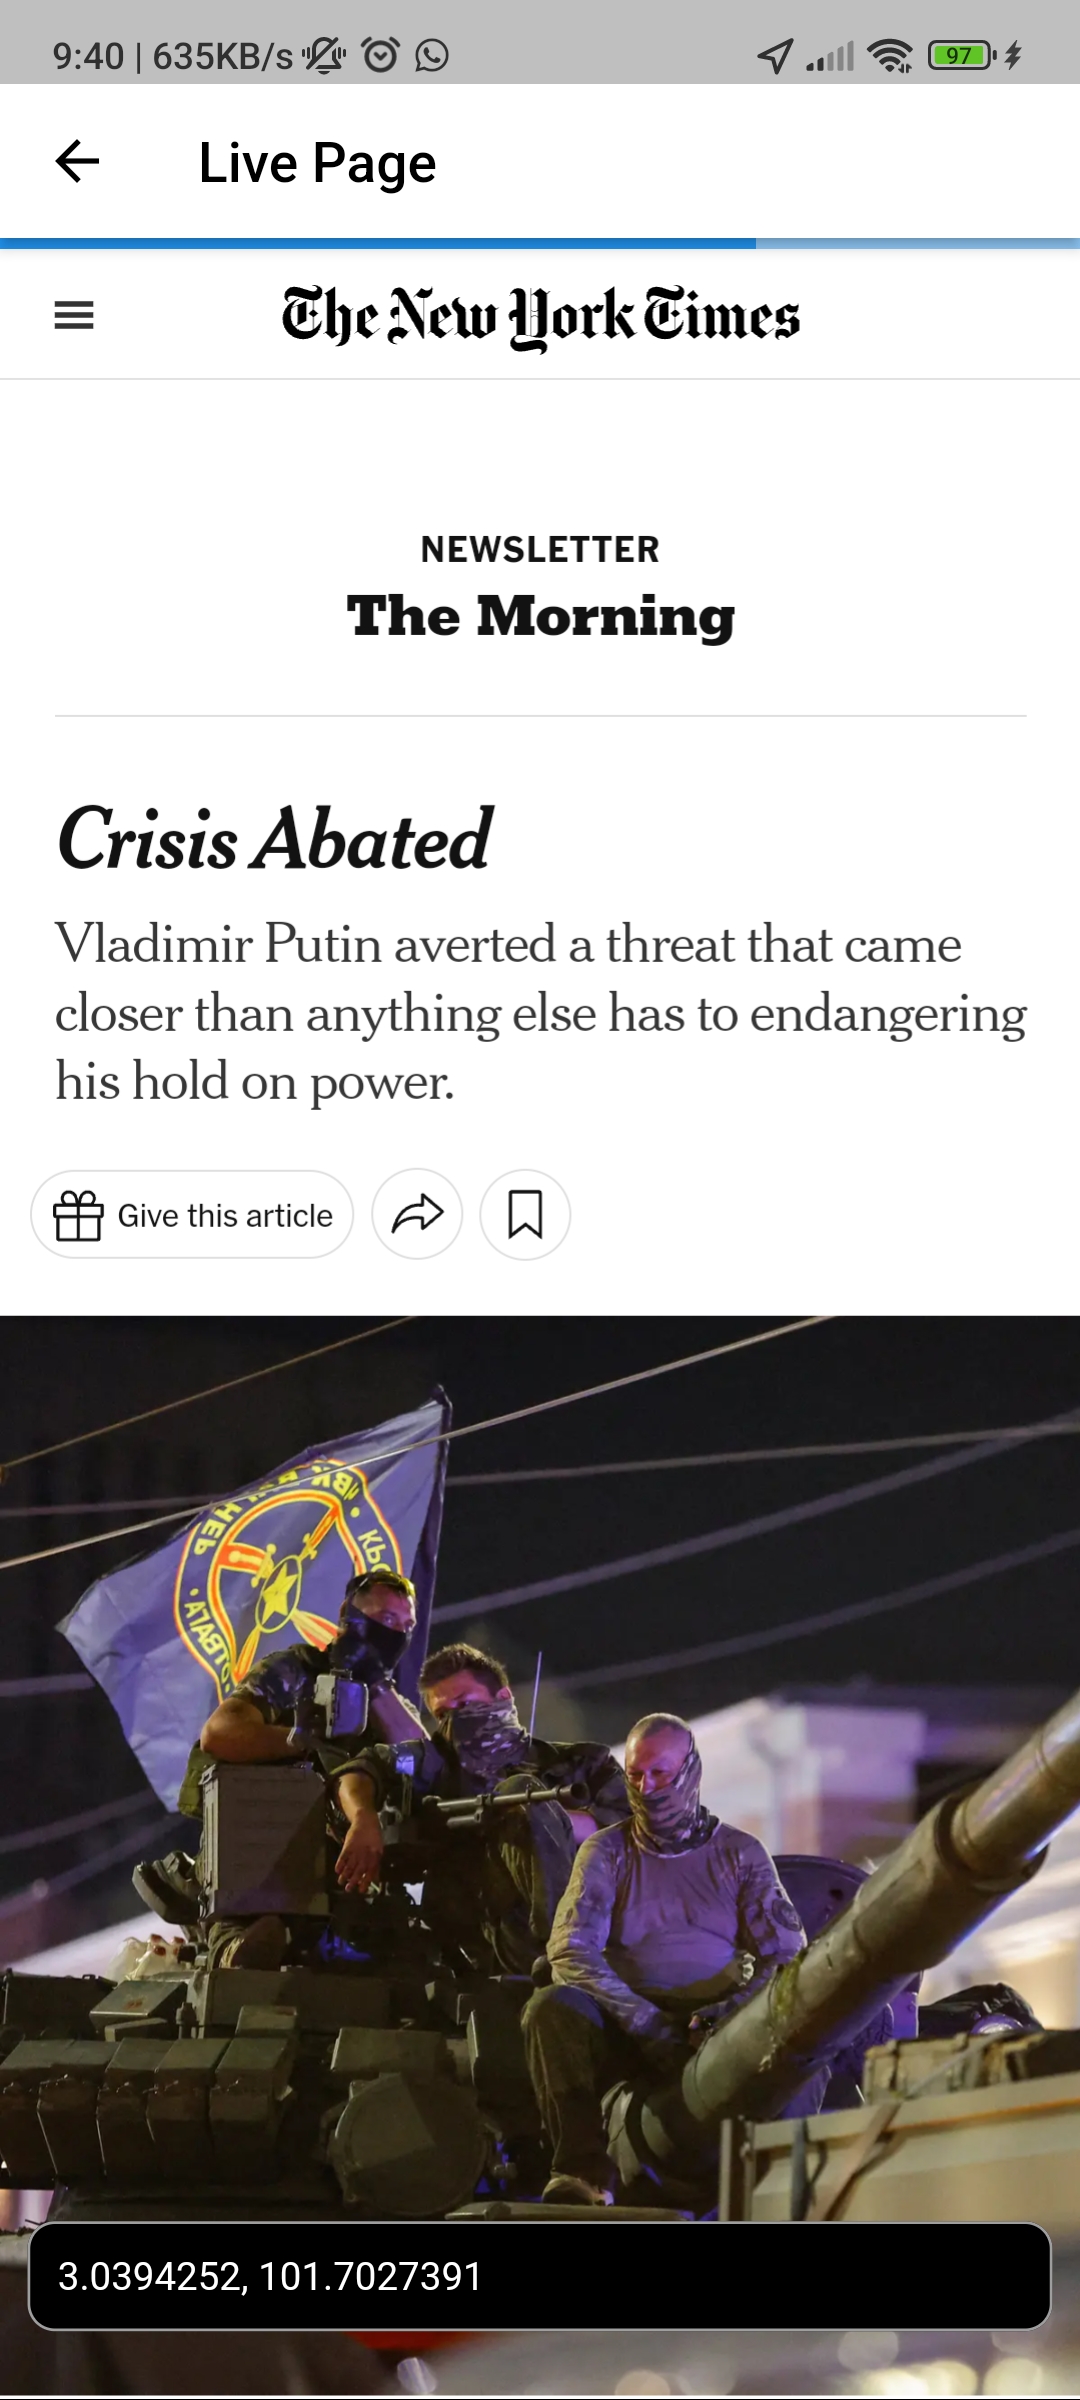 9:40 | 635KB/s
97
Live Page
The New York Times
NEWSLETTER
The Morning
Crisis Abated
Vladimir Putin averted a threat that came
closer than anything else has to endangering
his hold on power.
Give this article
3.0394252, 101.7027391